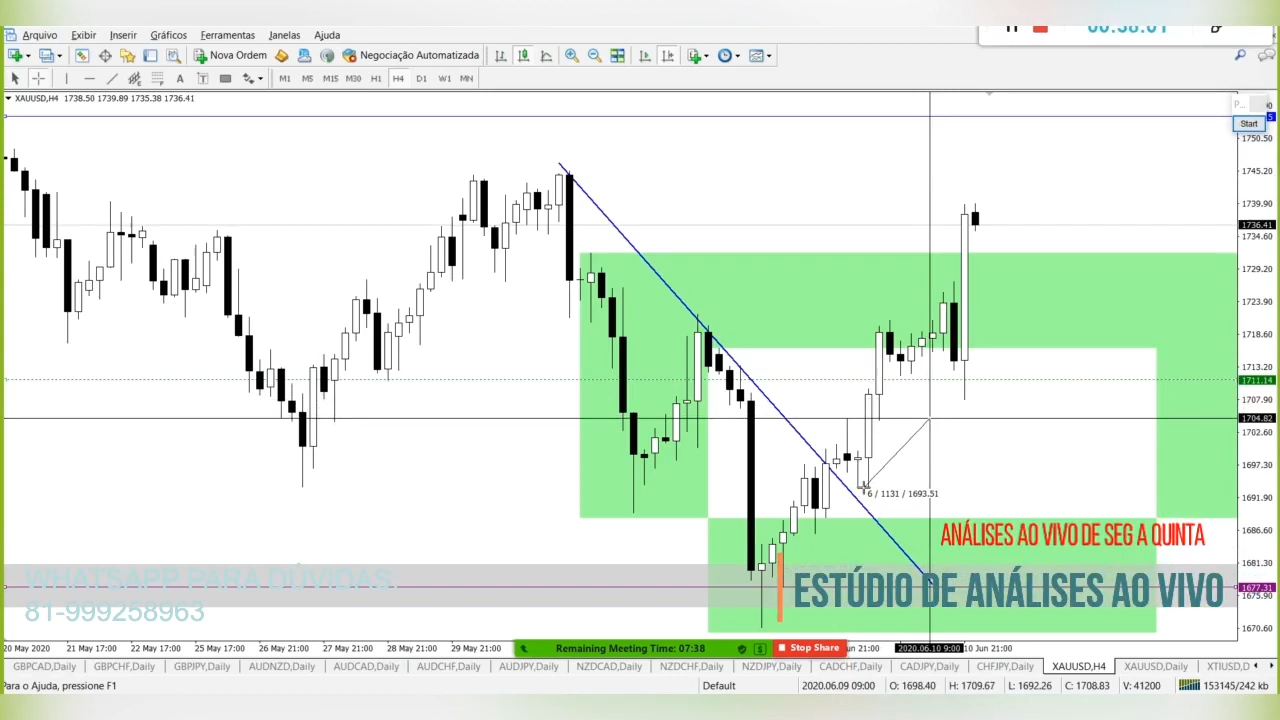 Arquivo Exibir Inserir Gráficos Ferramentas Janelas Ajuda
Nova Ordem Negociação Automatizada
A T M1 M5 M15 M30 H1 H4 D1 W1 MN
XAUUSD,H4 1738.50 1739.89 1735.38 1736.41
Start
1750.50
1745.20
1739.90
1736.41
1734.60
1729.20
1723.90
1718.60
1713.20
1711.14
1707.90
1704.82
1702.60
1697.30
6 / 1131 / 1693.51
1691.90
1686.60
ANÁLISES AO VIVO DE SEG A QUINTA
1681.30
WHATSAPP PARA DÚVIDAS:
ESTÚDIO DE ANÁLISES AO VIVO
1677.31
1675.90
81-999258963
1670.60
20 May 2020 21 May 17:00 22 May 17:00 25 May 17:00 26 May 21:00 27 May 21:00 28 May 21:00 29 May 21:00 Remaining Meeting Time: 07:38 Stop Share un 21:00 2020.06.10 9:00 10 Jun 21:00
GBPCAD,Daily GBPCHF,Daily GBPJPY,Daily AUDNZD,Daily AUDCAD,Daily AUDCHF,Daily AUDJPY,Daily NZDCAD,Daily NZDCHF,Daily NZDJPY,Daily CADCHF,Daily CADJPY,Daily CHFJPY,Daily XAUUSD,H4 XAUUSD,Daily XTIUSD,D
Para o Ajuda, pressione F1 Default 2020.06.09 09:00 O: 1698.40 H: 1709.67 L: 1692.26 C: 1708.83 V: 41200 153145/242 kb